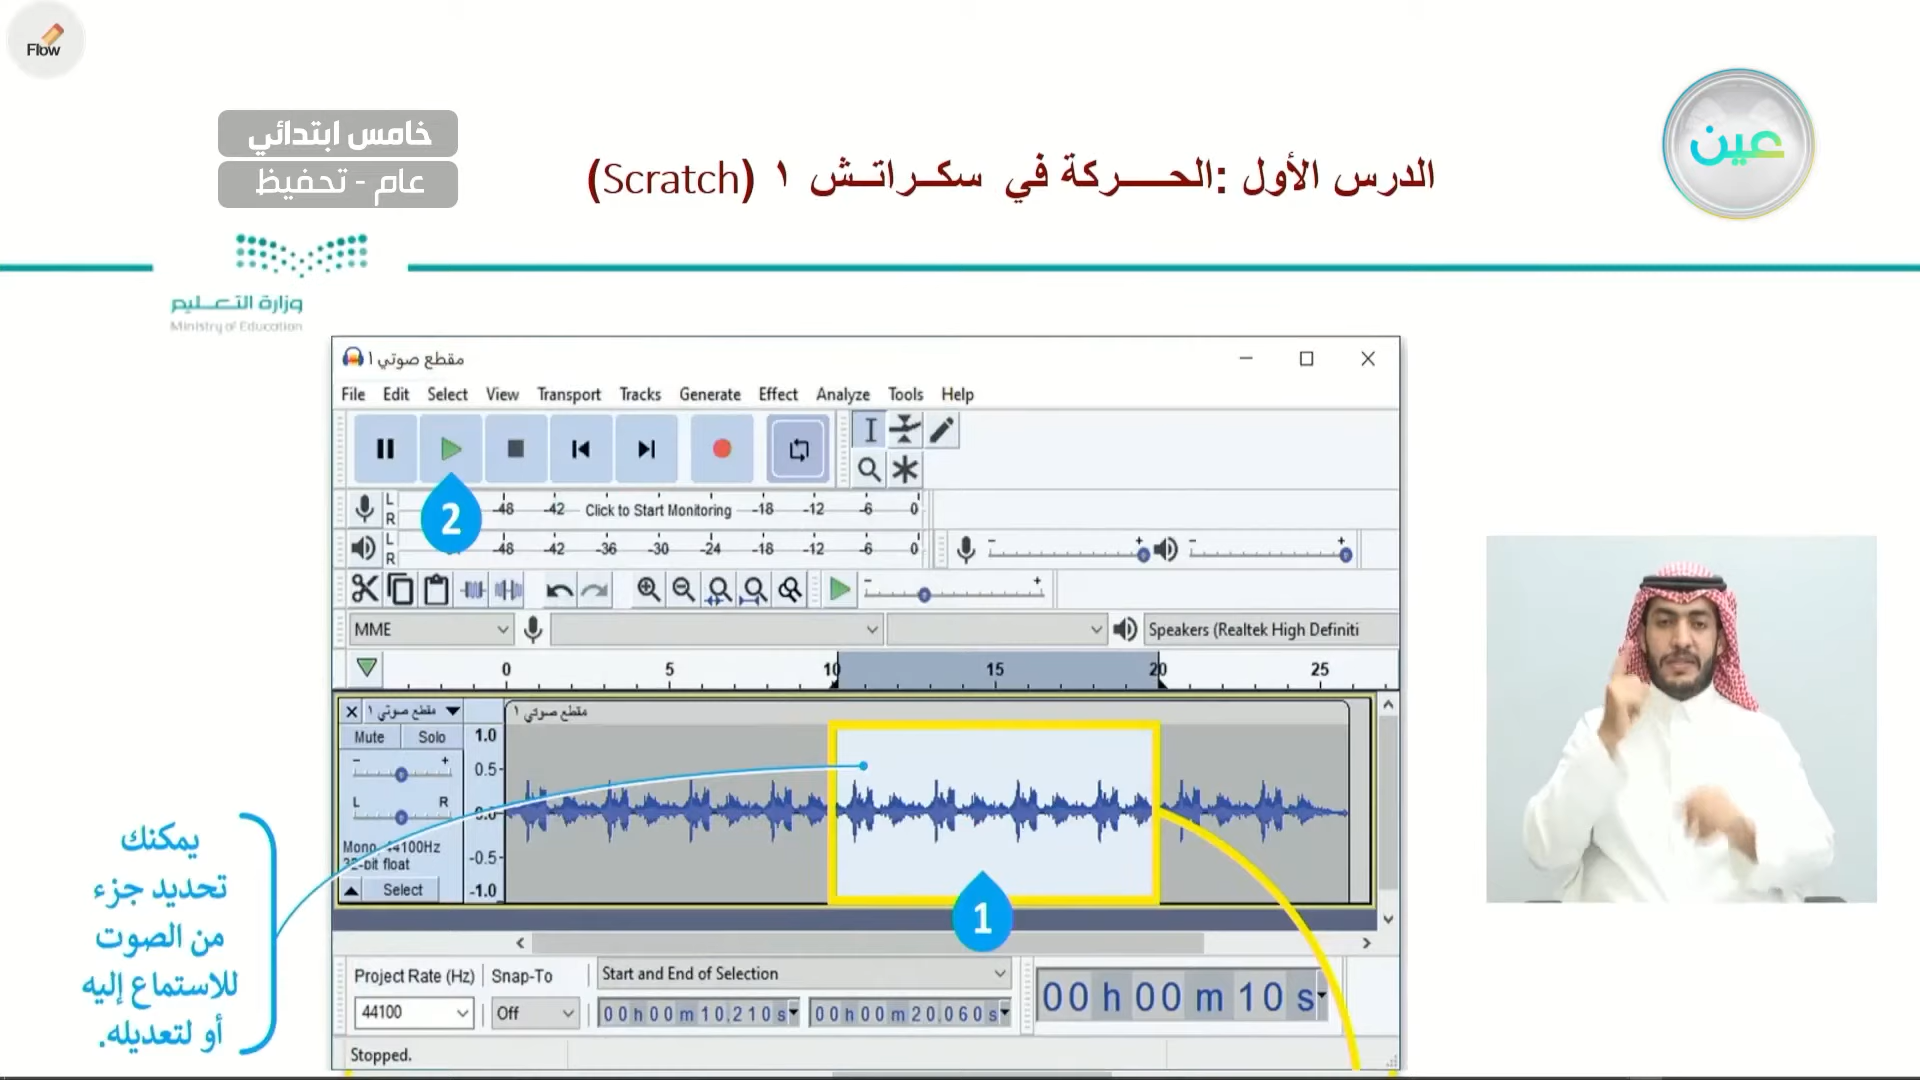 Flow
خامس ابتدائي
عام - تحفيظ
الدرس الأول :الحركة في سكراتش ١ (Scratch)
عين
وزارة التعليم
Ministry of Education
مقطع صوتي ١
File Edit Select View Transport Tracks Generate Effect Analyze Tools Help
2
L R -48 -42 Click to Start Monitoring -18 -12 -6 0
L R -48 -42 -36 -30 -24 -18 -12 -6 0 - + - +
- +
MME Speakers (Realtek High Definiti
0 5 10 15 20 25
مقطع صوتي ١ 
مقطع صوتي ١
Mute Solo
- +
L R
Mono, 44100Hz
32-bit float
Select
1.0
0.5
0.0
-0.5
-1.0
1
يمكنك
تحديد جزء
من الصوت
للاستماع إليه
أو لتعديله.
Project Rate (Hz) Snap-To Start and End of Selection
44100 Off 00 h 00 m 10.210 s 00 h 00 m 20.060 s
00 h 00 m 10 s
Stopped.